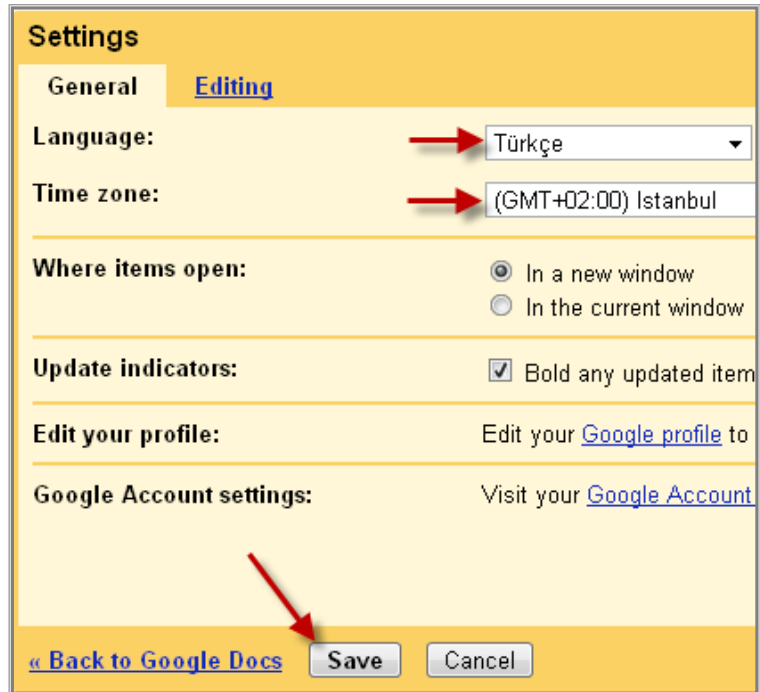 Settings
General Editing
Language: Türkçe
Time zone: (GMT+02:00) Istanbul
Where items open: In a new window
In the current window
Update indicators: Bold any updated item
Edit your profile: Edit your Google profile to
Google Account settings: Visit your Google Account
« Back to Google Docs Save Cancel